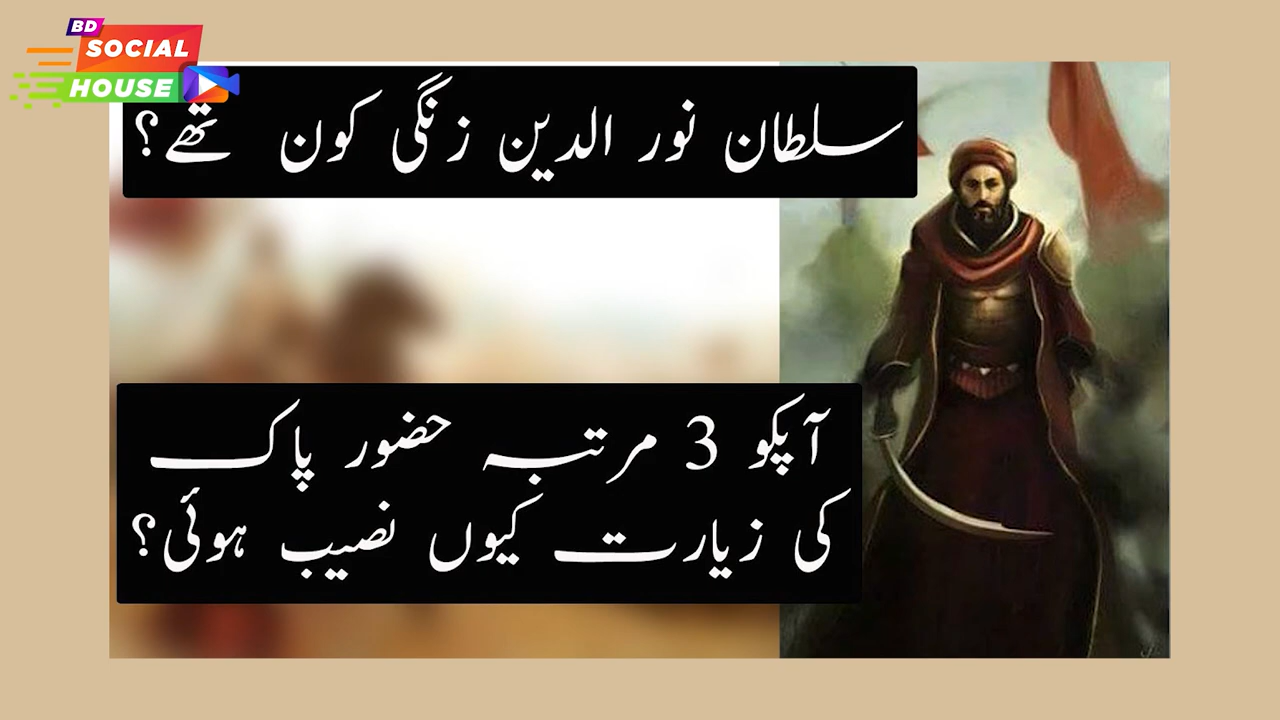 BD
SOCIAL
HOUSE
سلطان نور الدین زنگی کون تھے؟
آپکو 3 مرتبہ حضور پاک
کی زیارت کیوں نصیب ہوئی؟